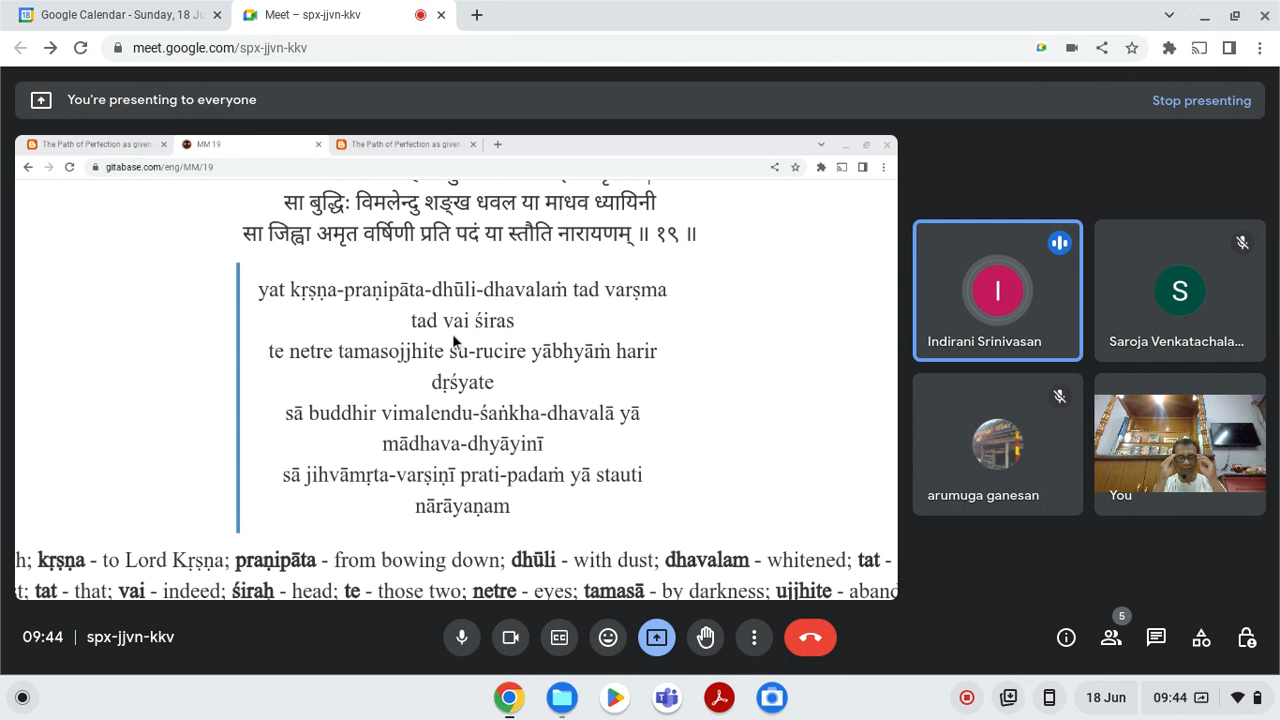 Google Calendar - Sunday, 18 Ju
Meet – spx-jjvn-kkv
meet.google.com/spx-jjvn-kkv
You're presenting to everyone
Stop presenting
The Path of Perfection as given
MM 19
The Path of Perfection as given
gitabase.com/eng/MM/19
सा बुद्धिः विमलेन्दु शङ्ख धवल या माधव ध्यायिनी
सा जिह्वा अमृत वर्षिणी प्रति पदं या स्तौति नारायणम् ॥ १९ ॥
yat kṛṣṇa-praṇipāta-dhūli-dhavalaṁ tad varṣma
tad vai śiras
te netre tamasojjhite su-rucire yābhyāṁ harir
dṛśyate
sā buddhir vimalendu-śaṅkha-dhavalā yā
mādhava-dhyāyinī
sā jihvāmṛta-varṣiṇī prati-padaṁ yā stauti
nārāyaṇam
h; kṛṣṇa - to Lord Kṛṣṇa; praṇipāta - from bowing down; dhūli - with dust; dhavalam - whitened; tat -
t; tat - that; vai - indeed; śiraḥ - head; te - those two; netre - eyes; tamasā - by darkness; ujjhite - aband
I
Indirani Srinivasan
S
Saroja Venkatachala...
arumuga ganesan
You
09:44 | spx-jjvn-kkv
5
18 Jun
09:44